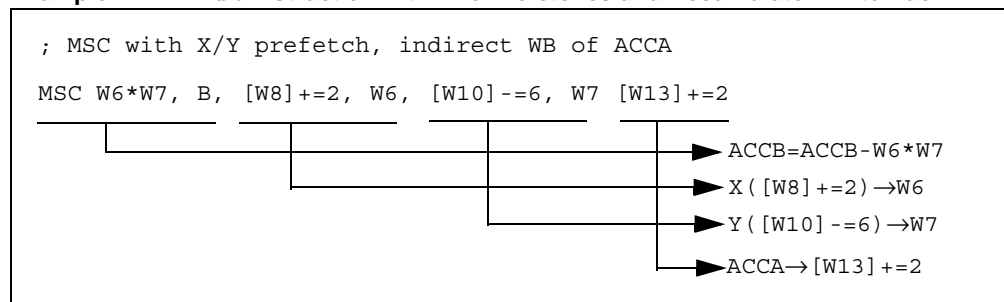 ; MSC with X/Y prefetch, indirect WB of ACCA
MSC W6*W7, B, [W8]+=2, W6, [W10]-=6, W7 [W13]+=2
ACCB=ACCB-W6*W7
X([W8]+=2)→W6
Y([W10]-=6)→W7
ACCA→[W13]+=2